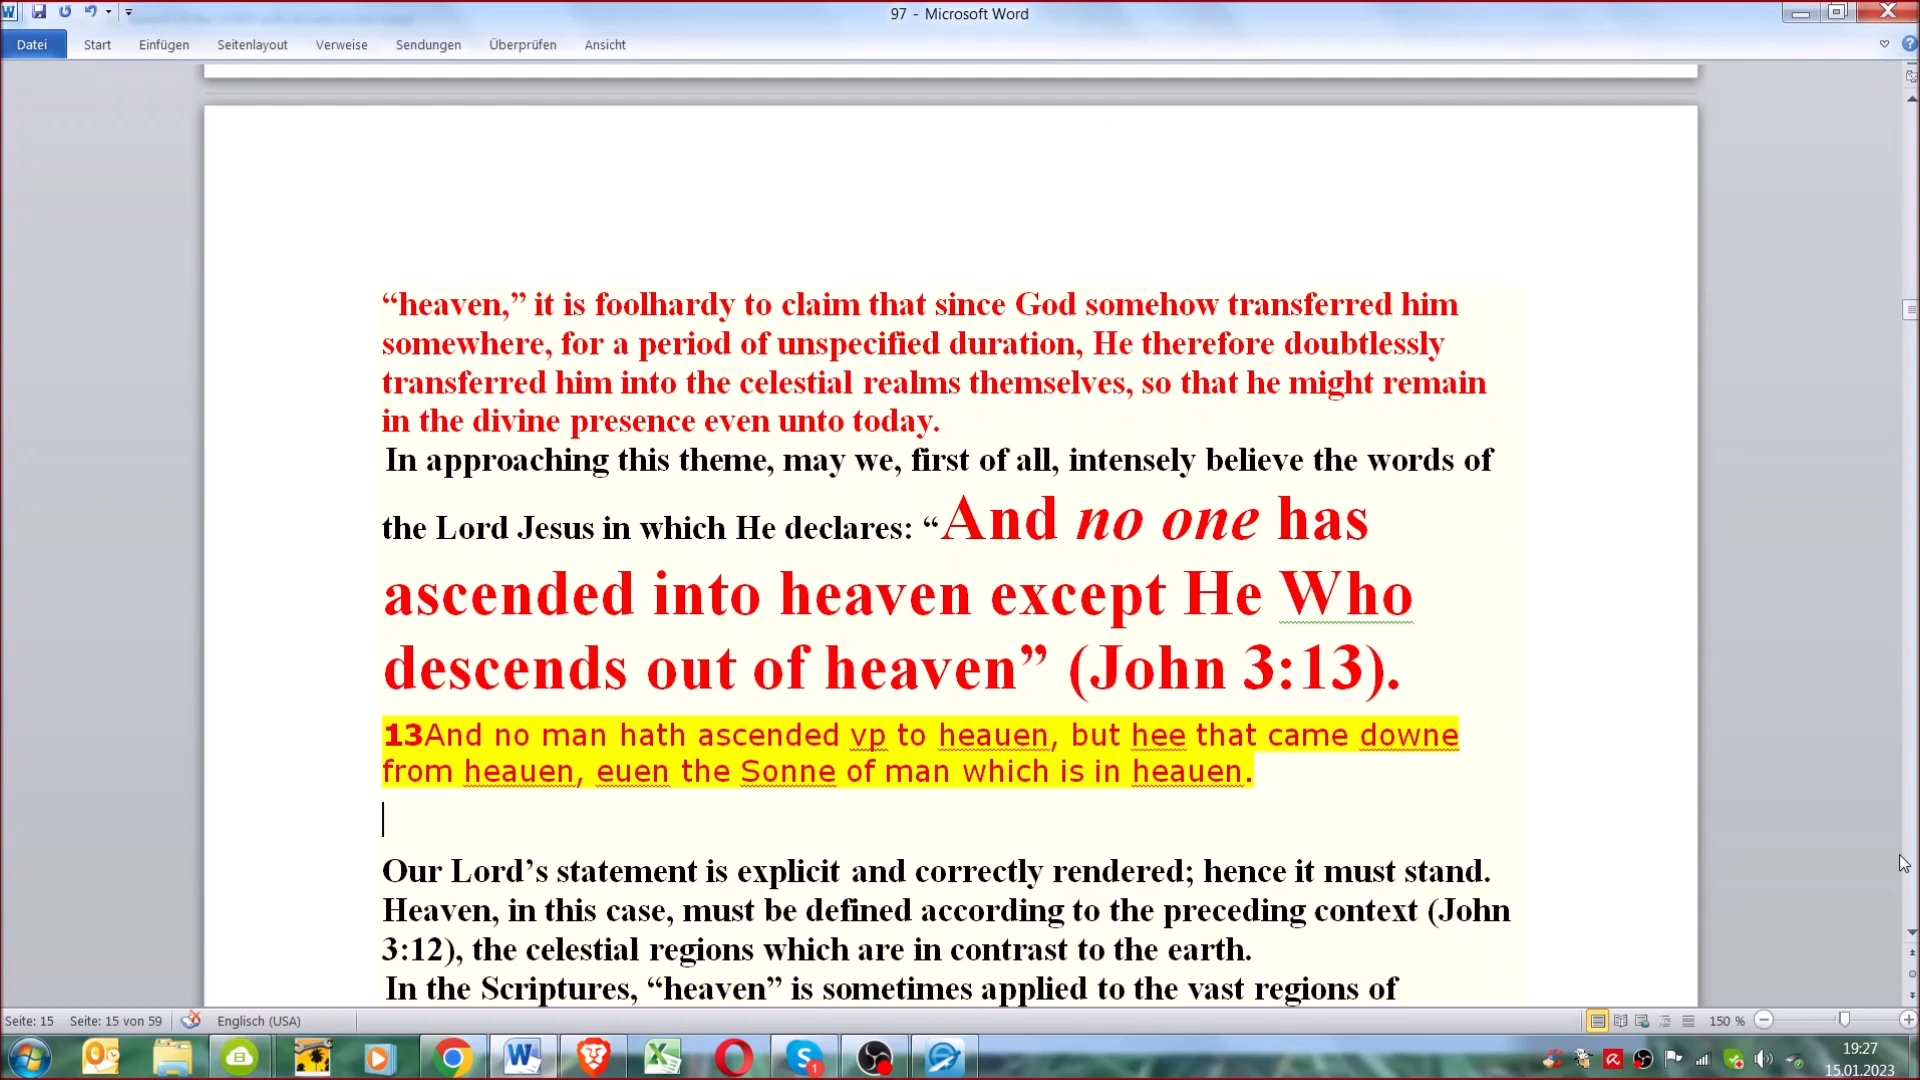 97 - Microsoft Word
Datei Start Einfügen Seitenlayout Verweise Sendungen Überprüfen Ansicht
“heaven,” it is foolhardy to claim that since God somehow transferred him
somewhere, for a period of unspecified duration, He therefore doubtlessly
transferred him into the celestial realms themselves, so that he might remain
in the divine presence even unto today.
In approaching this theme, may we, first of all, intensely believe the words of
the Lord Jesus in which He declares: “And no one has
ascended into heaven except He Who
descends out of heaven” (John 3:13).
13And no man hath ascended vp to heauen, but hee that came downe
from heauen, euen the Sonne of man which is in heauen.
Our Lord’s statement is explicit and correctly rendered; hence it must stand.
Heaven, in this case, must be defined according to the preceding context (John
3:12), the celestial regions which are in contrast to the earth.
In the Scriptures, “heaven” is sometimes applied to the vast regions of
Seite: 15 Seite: 15 von 59 Englisch (USA) 150 %
19:27
15.01.2023